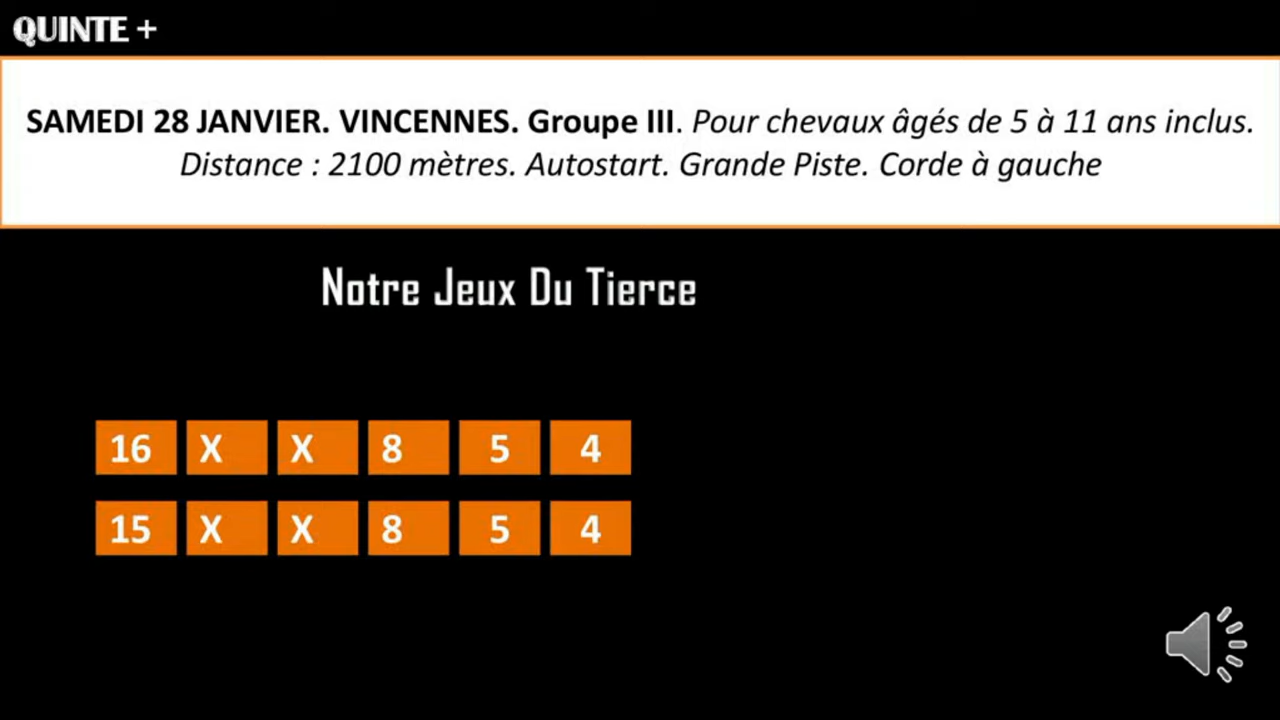 QUINTE +
SAMEDI 28 JANVIER. VINCENNES. Groupe III. Pour chevaux âgés de 5 à 11 ans inclus.
Distance : 2100 mètres. Autostart. Grande Piste. Corde à gauche
Notre Jeux Du Tierce
16 X X 8 5 4
15 X X 8 5 4